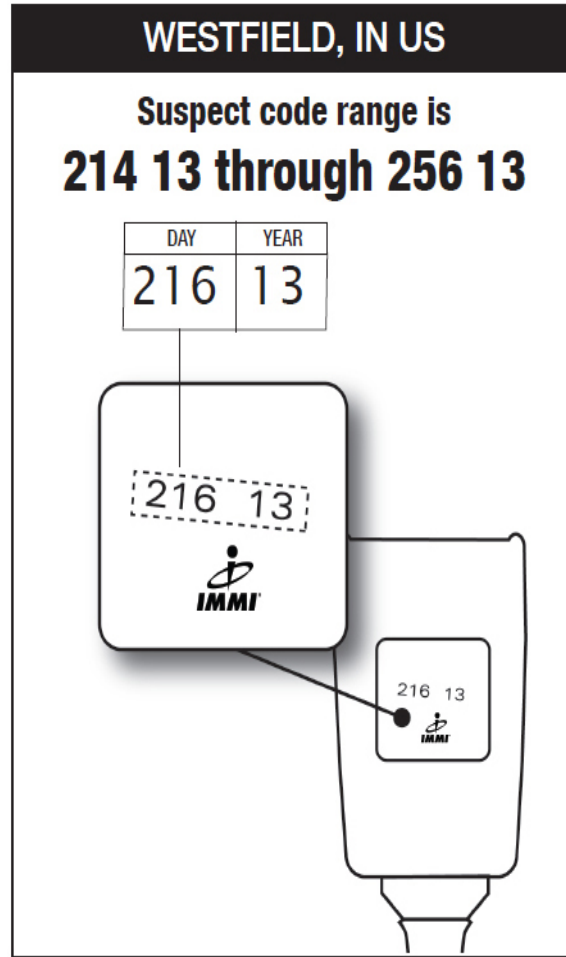 WESTFIELD, IN US
Suspect code range is
214 13 through 256 13
DAY YEAR
216 13
216 13
IMMI
216 13
IMMI